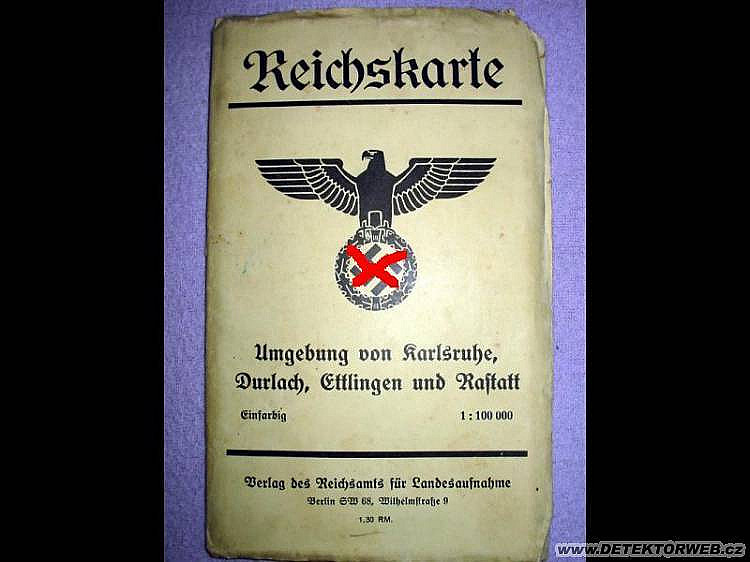 Reichskarte
Umgebung von Karlsruhe,
Durlach, Ettlingen und Rastatt
Einfarbig 1 : 100 000
Verlag des Reichsamts für Landesaufnahme
Berlin SW 68, Wilhelmstraße 9
1,30 RM.
www.DETEKTORWEB.cz